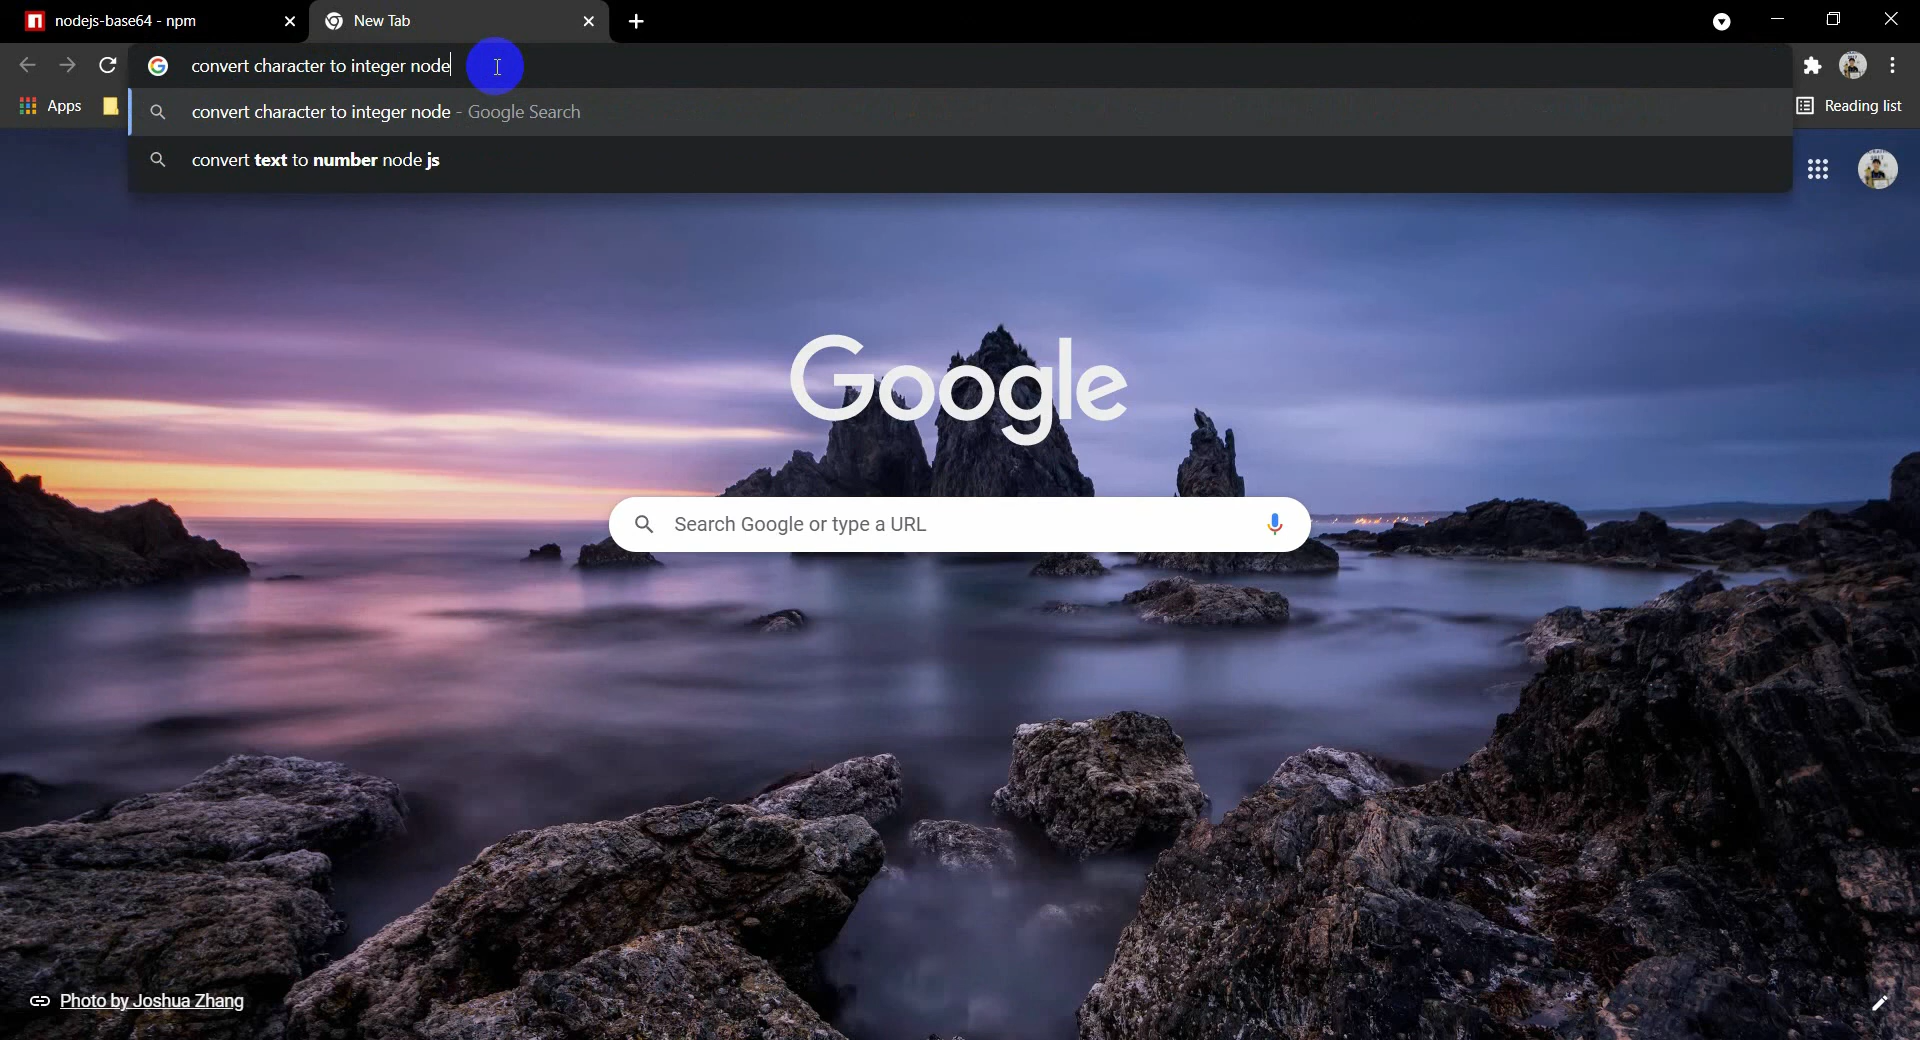 nodejs-base64 - npm
New Tab
convert character to integer node
Apps
convert character to integer node - Google Search
Reading list
convert text to number node js
Google
Search Google or type a URL
Photo by Joshua Zhang